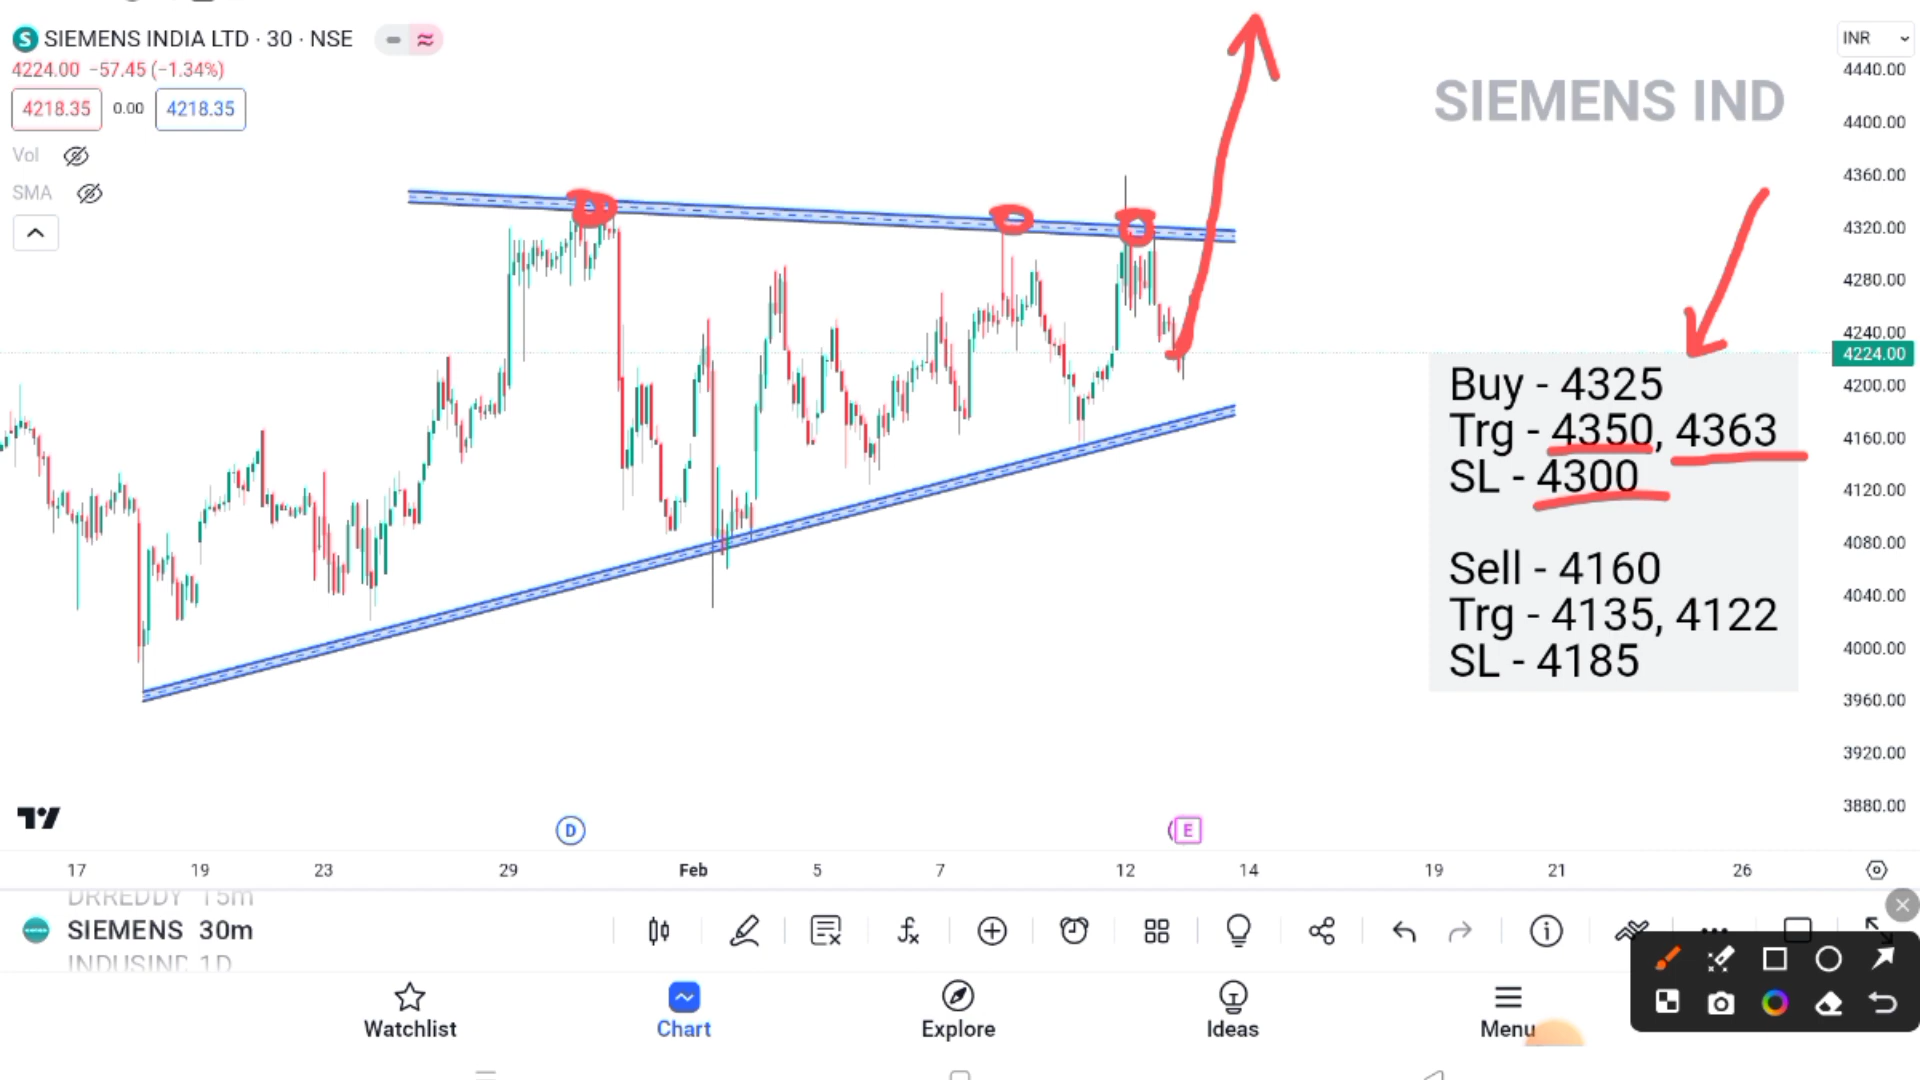 SIEMENS INDIA LTD · 30 · NSE
INR
4224.00 −57.45 (−1.34%)
4218.35 0.00 4218.35
Vol
SMA
SIEMENS IND
4440.00
4400.00
4360.00
4320.00
4280.00
4240.00
4224.00
4200.00
4160.00
4120.00
4080.00
4040.00
4000.00
3960.00
3920.00
3880.00
Buy - 4325
Trg - 4350, 4363
SL - 4300
Sell - 4160
Trg - 4135, 4122
SL - 4185
D
E
17 19 23 29 Feb 5 7 12 14 19 21 26
DRREDDY 15m
SIEMENS 30m
INDUSIND 1D
Watchlist
Chart
Explore
Ideas
Menu